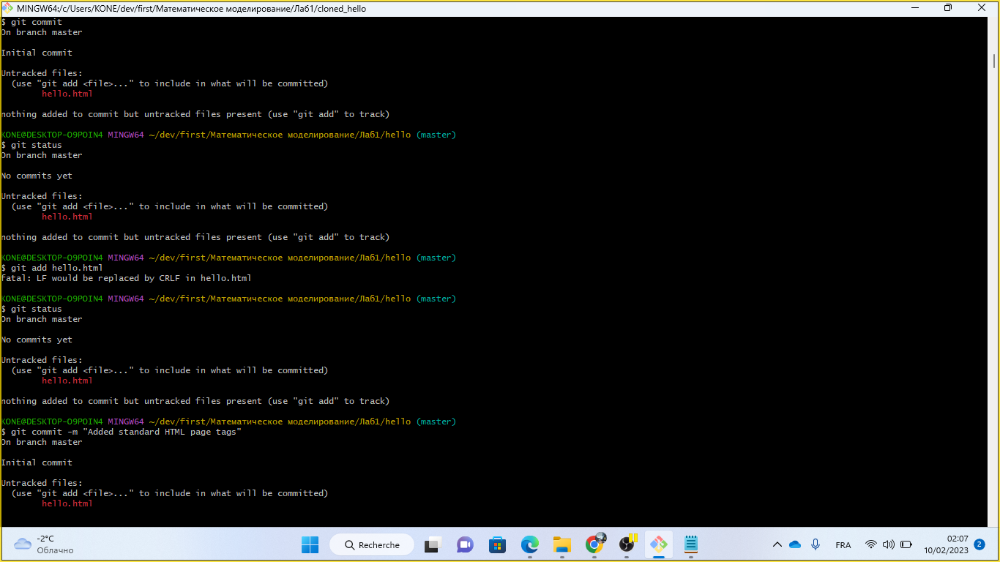 MINGW64:/c/Users/KONE/dev/first/Математическое моделирование/Лаб1/cloned_hello
$ git commit
On branch master
Initial commit
Untracked files:
(use "git add <file>..." to include in what will be committed)
hello.html
nothing added to commit but untracked files present (use "git add" to track)
KONE@DESKTOP-O9POIN4 MINGW64 ~/dev/first/Математическое моделирование/Лаб1/hello (master)
$ git status
On branch master
No commits yet
Untracked files:
(use "git add <file>..." to include in what will be committed)
hello.html
nothing added to commit but untracked files present (use "git add" to track)
KONE@DESKTOP-O9POIN4 MINGW64 ~/dev/first/Математическое моделирование/Лаб1/hello (master)
$ git add hello.html
fatal: LF would be replaced by CRLF in hello.html
KONE@DESKTOP-O9POIN4 MINGW64 ~/dev/first/Математическое моделирование/Лаб1/hello (master)
$ git status
On branch master
No commits yet
Untracked files:
(use "git add <file>..." to include in what will be committed)
hello.html
nothing added to commit but untracked files present (use "git add" to track)
KONE@DESKTOP-O9POIN4 MINGW64 ~/dev/first/Математическое моделирование/Лаб1/hello (master)
$ git commit -m "Added standard HTML page tags"
On branch master
Initial commit
Untracked files:
(use "git add <file>..." to include in what will be committed)
hello.html
-2°C
Облачно
Recherche
FRA
02:07
10/02/2023
2